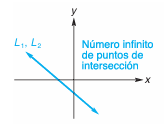 y
L₁, L₂
Número infinito
de puntos de
intersección
x